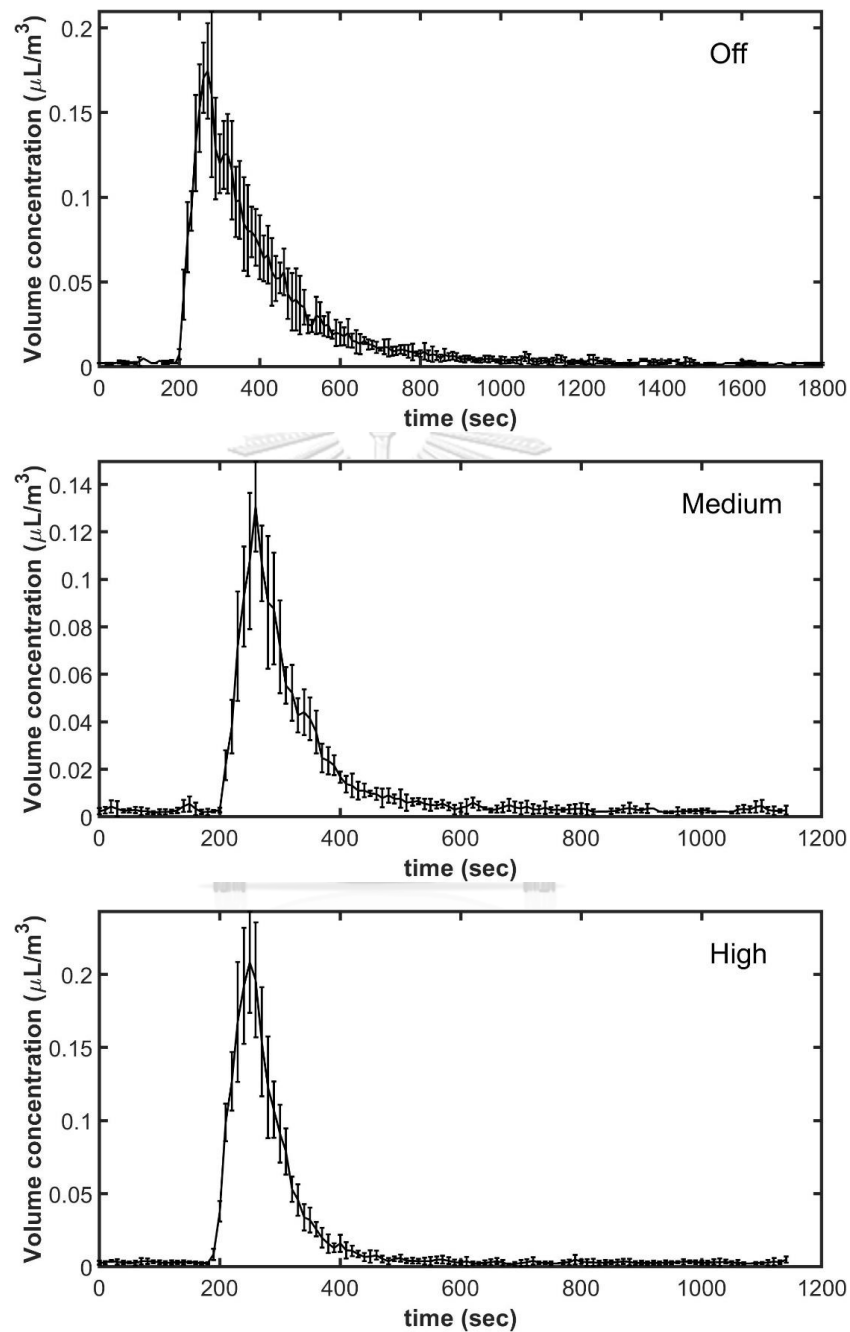 Off
Volume concentration (μL/m³)
0.2
0.15
0.1
0.05
0
0 200 400 600 800 1000 1200 1400 1600 1800
time (sec)
Medium
Volume concentration (μL/m³)
0.14
0.12
0.1
0.08
0.06
0.04
0.02
0
0 200 400 600 800 1000 1200
time (sec)
High
Volume concentration (μL/m³)
0.2
0.15
0.1
0.05
0
0 200 400 600 800 1000 1200
time (sec)